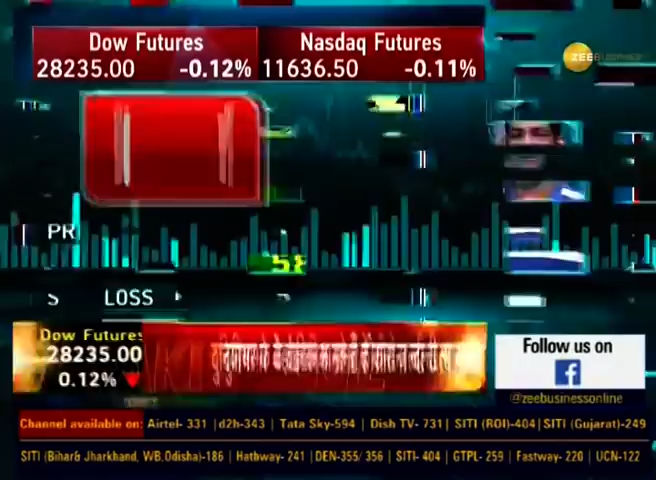 Dow Futures Nasdaq Futures
28235.00 -0.12% 11636.50 -0.11%
ZEE BUSINESS
PR
58
S LOSS
Dow Futures
28235.00
0.12%
Follow us on
f
@zeebusinessonline
Channel available on: Airtel- 331 |d2h-343 | Tata Sky-594 | Dish TV- 731| SITI (ROI)-404| SITI (Gujarat)-249
SITI (Bihar& Jharkhand, WB,Odisha)-186 | Hathway- 241 |DEN-355/ 356 | SITI- 404 | GTPL- 259 | Fastway- 220 | UCN-122